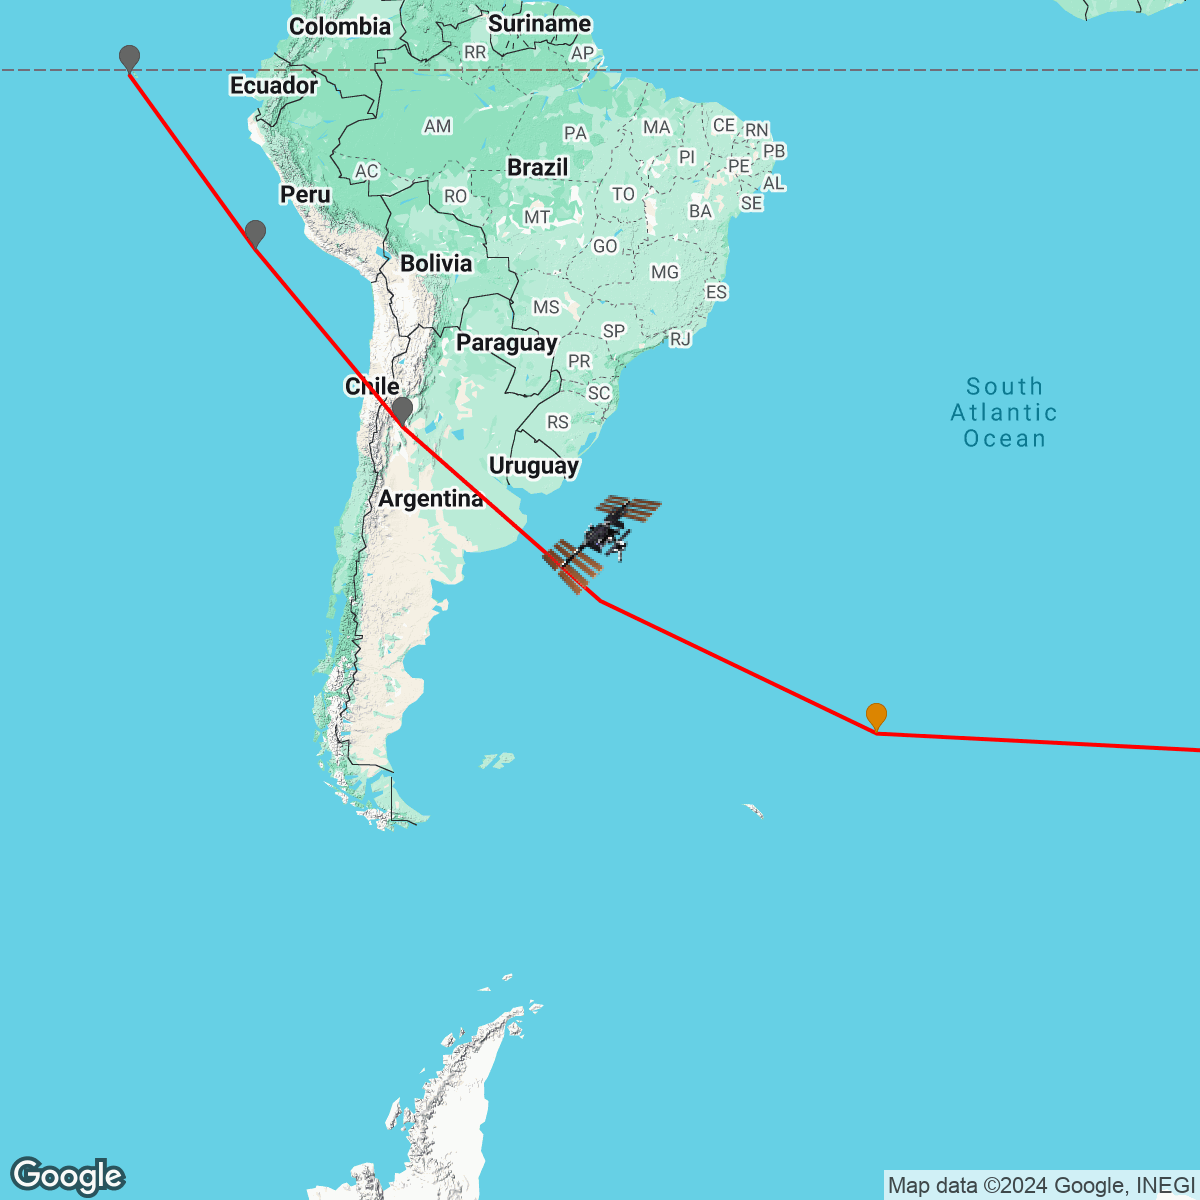 Colombia
Suriname
RR
AP
Ecuador
AM
PA
MA
CE
RN
PB
PI
PE
AL
Brazil
AC
RO
TO
SE
Peru
MT
BA
GO
Bolivia
MG
ES
MS
SP
RJ
Paraguay
PR
Chile
SC
South
Atlantic
Ocean
RS
Uruguay
Argentina
Google
Map data ©2024 Google, INEGI